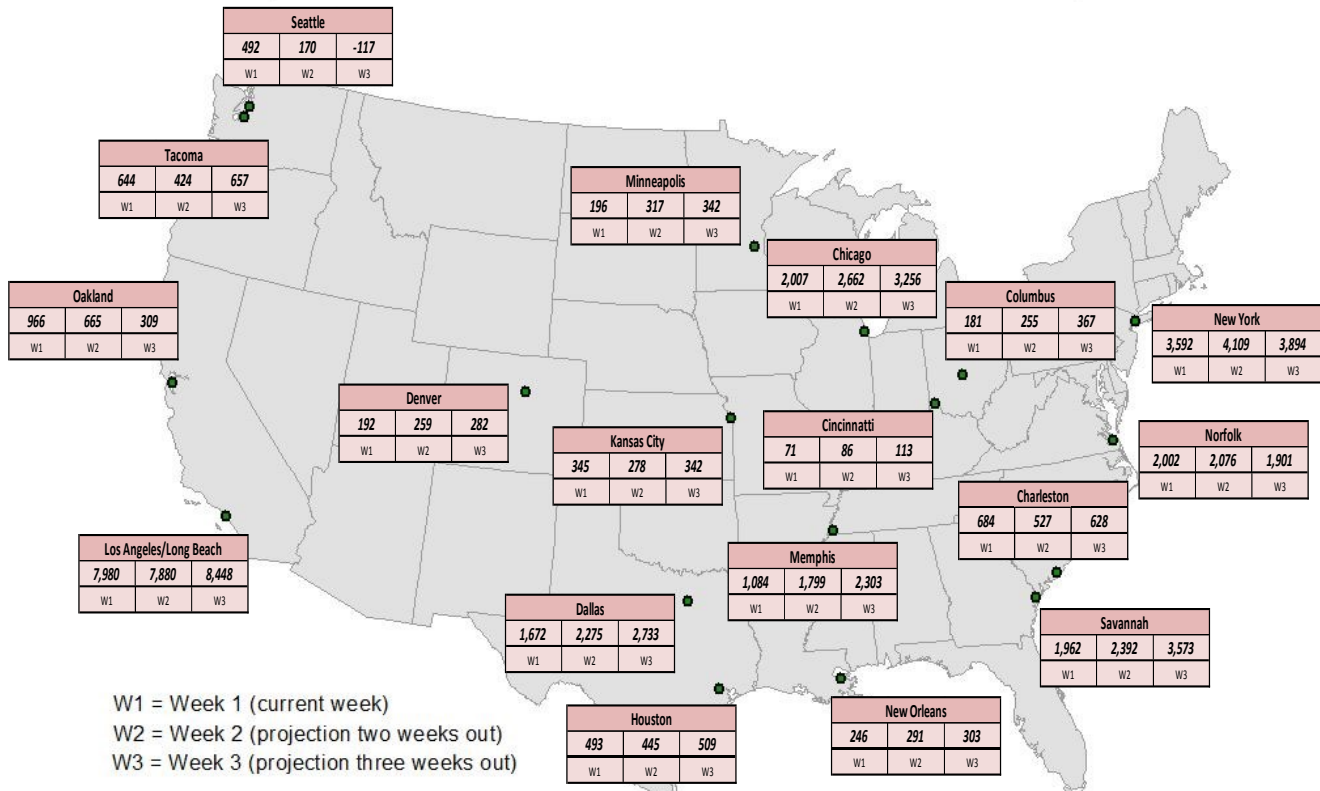 Seattle
492 170 -117
W1 W2 W3
Tacoma
644 424 657
W1 W2 W3
Minneapolis
196 317 342
W1 W2 W3
Chicago
2,007 2,662 3,256
W1 W2 W3
Oakland
966 665 309
W1 W2 W3
Columbus
181 255 367
W1 W2 W3
New York
3,592 4,109 3,894
W1 W2 W3
Denver
192 259 282
W1 W2 W3
Kansas City
345 278 342
W1 W2 W3
Cincinnatti
71 86 113
W1 W2 W3
Norfolk
2,002 2,076 1,901
W1 W2 W3
Charleston
684 527 628
W1 W2 W3
Los Angeles/Long Beach
7,980 7,880 8,448
W1 W2 W3
Memphis
1,084 1,799 2,303
W1 W2 W3
Dallas
1,672 2,275 2,733
W1 W2 W3
Savannah
1,962 2,392 3,573
W1 W2 W3
Houston
493 445 509
W1 W2 W3
New Orleans
246 291 303
W1 W2 W3
W1 = Week 1 (current week)
W2 = Week 2 (projection two weeks out)
W3 = Week 3 (projection three weeks out)